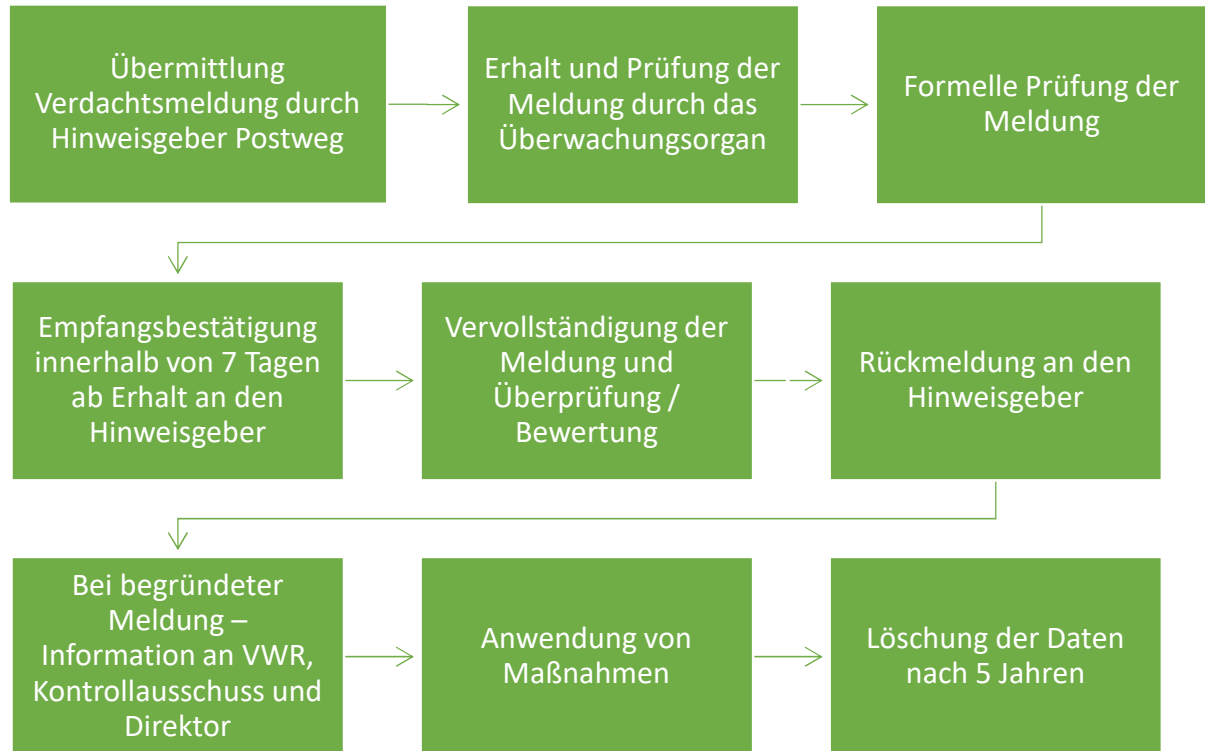 Übermittlung
Verdachtsmeldung durch
Hinweisgeber Postweg
Erhalt und Prüfung der
Meldung durch das
Überwachungsorgan
Formelle Prüfung der
Meldung
Empfangsbestätigung
innerhalb von 7 Tagen
ab Erhalt an den
Hinweisgeber
Vervollständigung der
Meldung und
Überprüfung /
Bewertung
Rückmeldung an den
Hinweisgeber
Bei begründeter
Meldung –
Information an VWR,
Kontrollausschuss und
Direktor
Anwendung von
Maßnahmen
Löschung der Daten
nach 5 Jahren